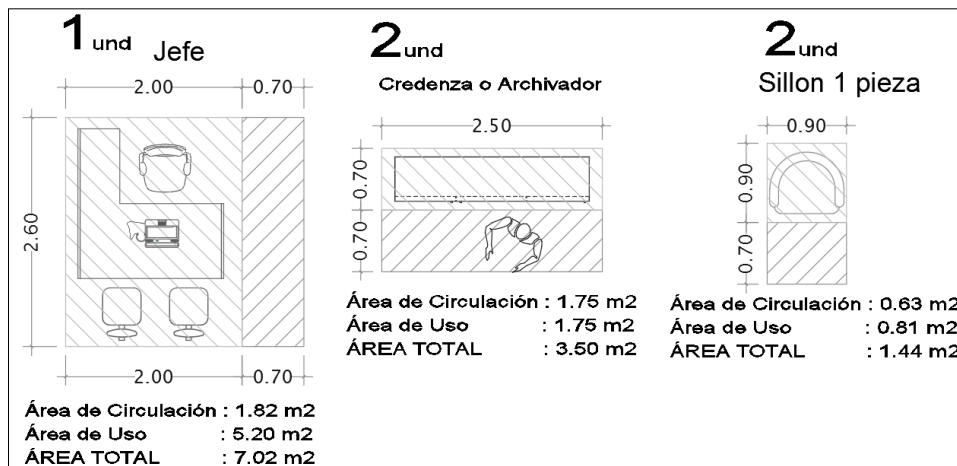 1 und Jefe
2.00 0.70
2.60
2.00 0.70
Área de Circulación : 1.82 m2
Área de Uso : 5.20 m2
ÁREA TOTAL : 7.02 m2
2 und
Credenza o Archivador
2.50
0.70
0.70
Área de Circulación : 1.75 m2
Área de Uso : 1.75 m2
ÁREA TOTAL : 3.50 m2
2 und
Sillon 1 pieza
0.90
0.90
0.70
Área de Circulación : 0.63 m2
Área de Uso : 0.81 m2
ÁREA TOTAL : 1.44 m2